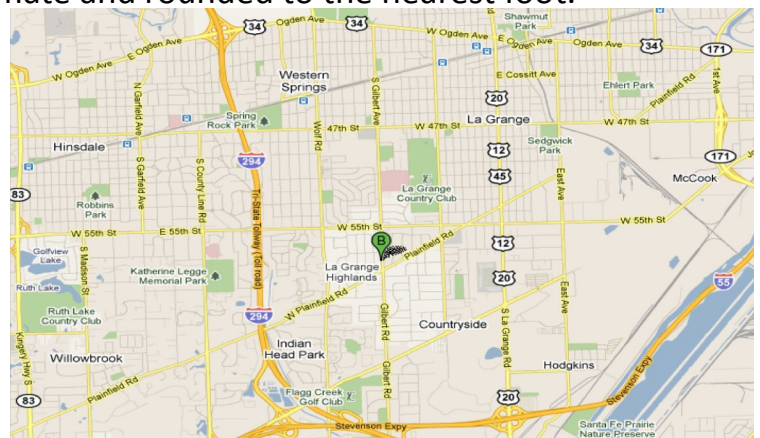 nate and rounded to the nearest foot.
Shawmut
Park
34
Ogden Ave
34
W Ogden Ave
W Ogden Ave
E Ogden Ave
E Ogden Ave
Ogden Ave
34
171
W Ogden Ave
Western
Springs
E Cossitt Ave
1st Ave
Ehlert Park
Plainfield Rd
N Garfield Ave
S Gilbert Ave
20
Spring
Rock Park
Wolf Rd
47th St
W 47th St
La Grange
W 47th St
Hinsdale
Sedgwick
Park
12
294
171
S Garfield Ave
S County Line Rd
45
McCook
83
Robbins
Park
La Grange
Country Club
East Ave
Tri-State Tollway (Toll road)
W 55th St
E 55th St
W 55th St
W 55th St
Plainfield Rd
12
B
Golfview
Lake
S Madison St
Katherine Legge
Memorial Park
La Grange
Highlands
20
55
Ruth Lake
East Ave
Ruth Lake
Country Club
W Plainfield Rd
294
Gilbert Rd
Countryside
S La Grange Rd
Kingery Hwy S
Indian
Head Park
Willowbrook
Hodgkins
Gilbert Rd
Stevenson Expy
Plainfield Rd
Flagg Creek
Golf Club
20
83
Stevenson Expy
Santa Fe Prairie
Nature Preserve